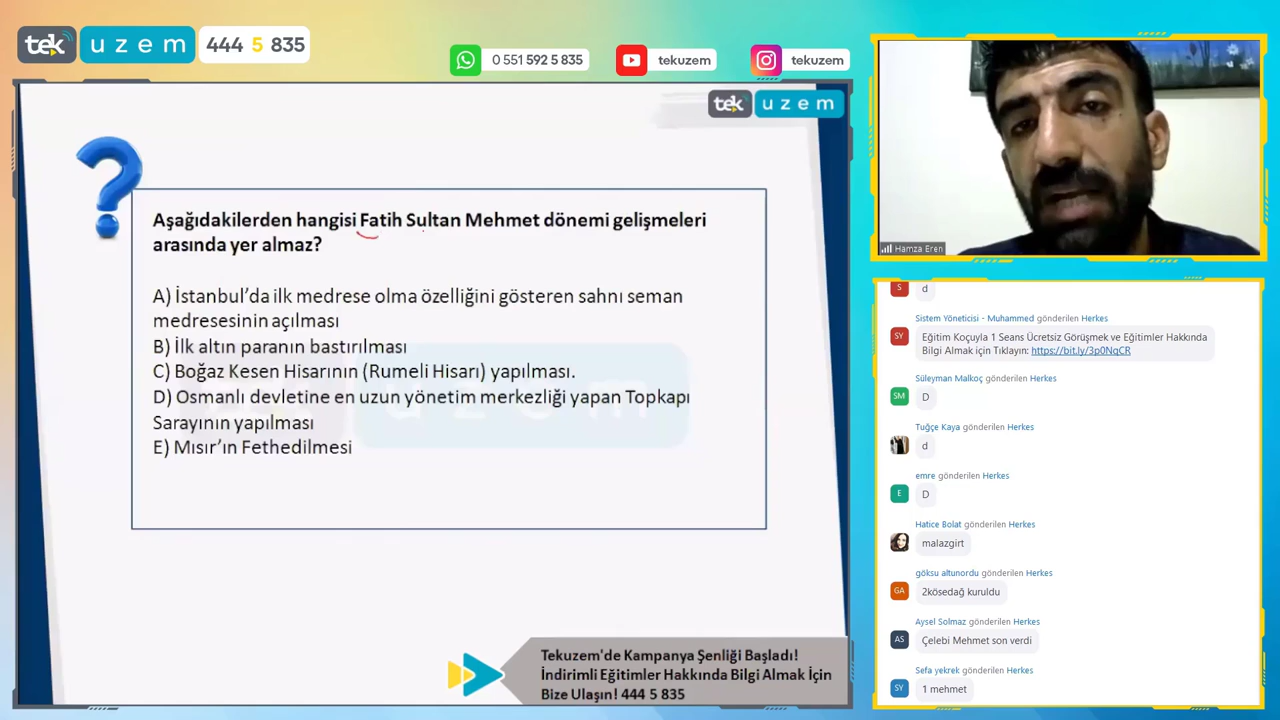 tek uzem 444 5 835
0 551 592 5 835
tekuzem
tekuzem
tek uzem
?
Aşağıdakilerden hangisi Fatih Sultan Mehmet dönemi gelişmeleri
arasında yer almaz?
A) İstanbul’da ilk medrese olma özelliğini gösteren sahnı seman
medresesinin açılması
B) İlk altın paranın bastırılması
C) Boğaz Kesen Hisarının (Rumeli Hisarı) yapılması.
D) Osmanlı devletine en uzun yönetim merkezliği yapan Topkapı
Sarayının yapılması
E) Mısır’ın Fethedilmesi
Tekuzem'de Kampanya Şenliği Başladı!
İndirimli Eğitimler Hakkında Bilgi Almak İçin
Bize Ulaşın! 444 5 835
Hamza Eren
S
d
Sistem Yöneticisi - Muhammed gönderilen Herkes
SY
Eğitim Koçuyla 1 Seans Ücretsiz Görüşmek ve Eğitimler Hakkında
Bilgi Almak için Tıklayın: https://bit.ly/3p0NqCR
Süleyman Malkoç gönderilen Herkes
SM
D
Tuğçe Kaya gönderilen Herkes
d
emre gönderilen Herkes
E
D
Hatice Bolat gönderilen Herkes
malazgirt
göksu altunordu gönderilen Herkes
GA
2kösedağ kuruldu
Aysel Solmaz gönderilen Herkes
AS
Çelebi Mehmet son verdi
Sefa yekrek gönderilen Herkes
SY
1 mehmet